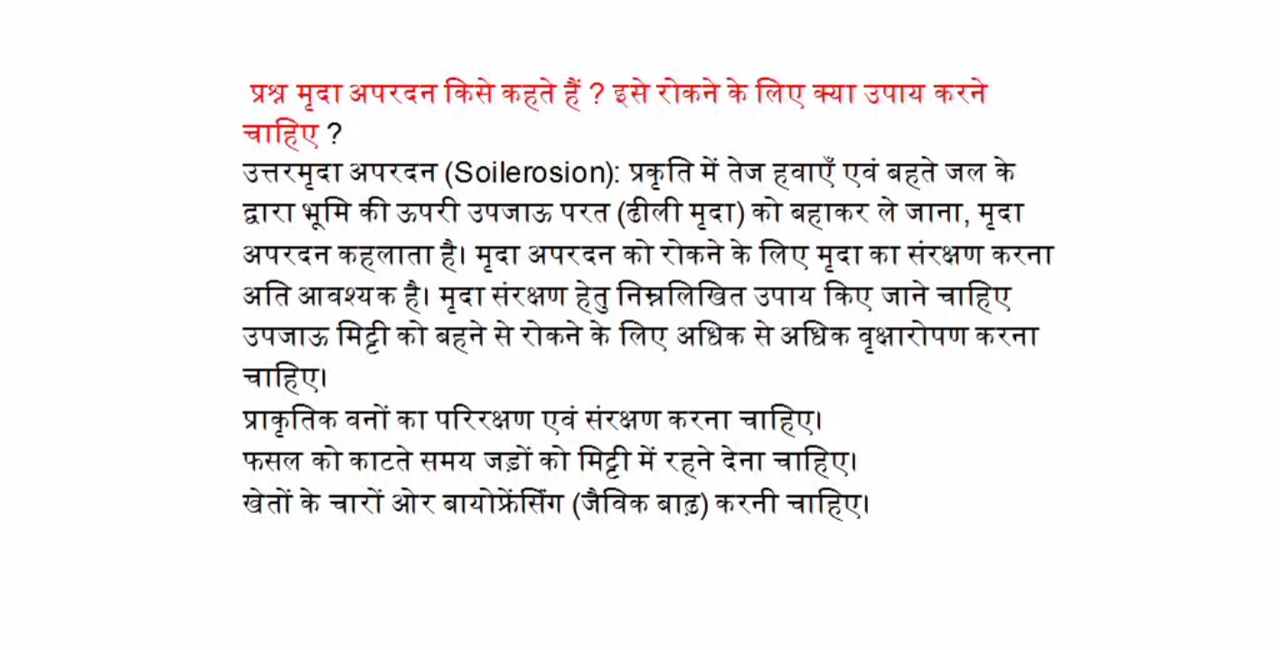 प्रश्न मृदा अपरदन किसे कहते हैं ? इसे रोकने के लिए क्या उपाय करने
चाहिए ?
उत्तरमृदा अपरदन (Soilerosion): प्रकृति में तेज हवाएँ एवं बहते जल के
द्वारा भूमि की ऊपरी उपजाऊ परत (ढीली मृदा) को बहाकर ले जाना, मृदा
अपरदन कहलाता है। मृदा अपरदन को रोकने के लिए मृदा का संरक्षण करना
अति आवश्यक है। मृदा संरक्षण हेतु निम्नलिखित उपाय किए जाने चाहिए
उपजाऊ मिट्टी को बहने से रोकने के लिए अधिक से अधिक वृक्षारोपण करना
चाहिए।
प्राकृतिक वनों का परिरक्षण एवं संरक्षण करना चाहिए।
फसल को काटते समय जड़ों को मिट्टी में रहने देना चाहिए।
खेतों के चारों ओर बायोफ्रेंसिंग (जैविक बाढ़) करनी चाहिए।